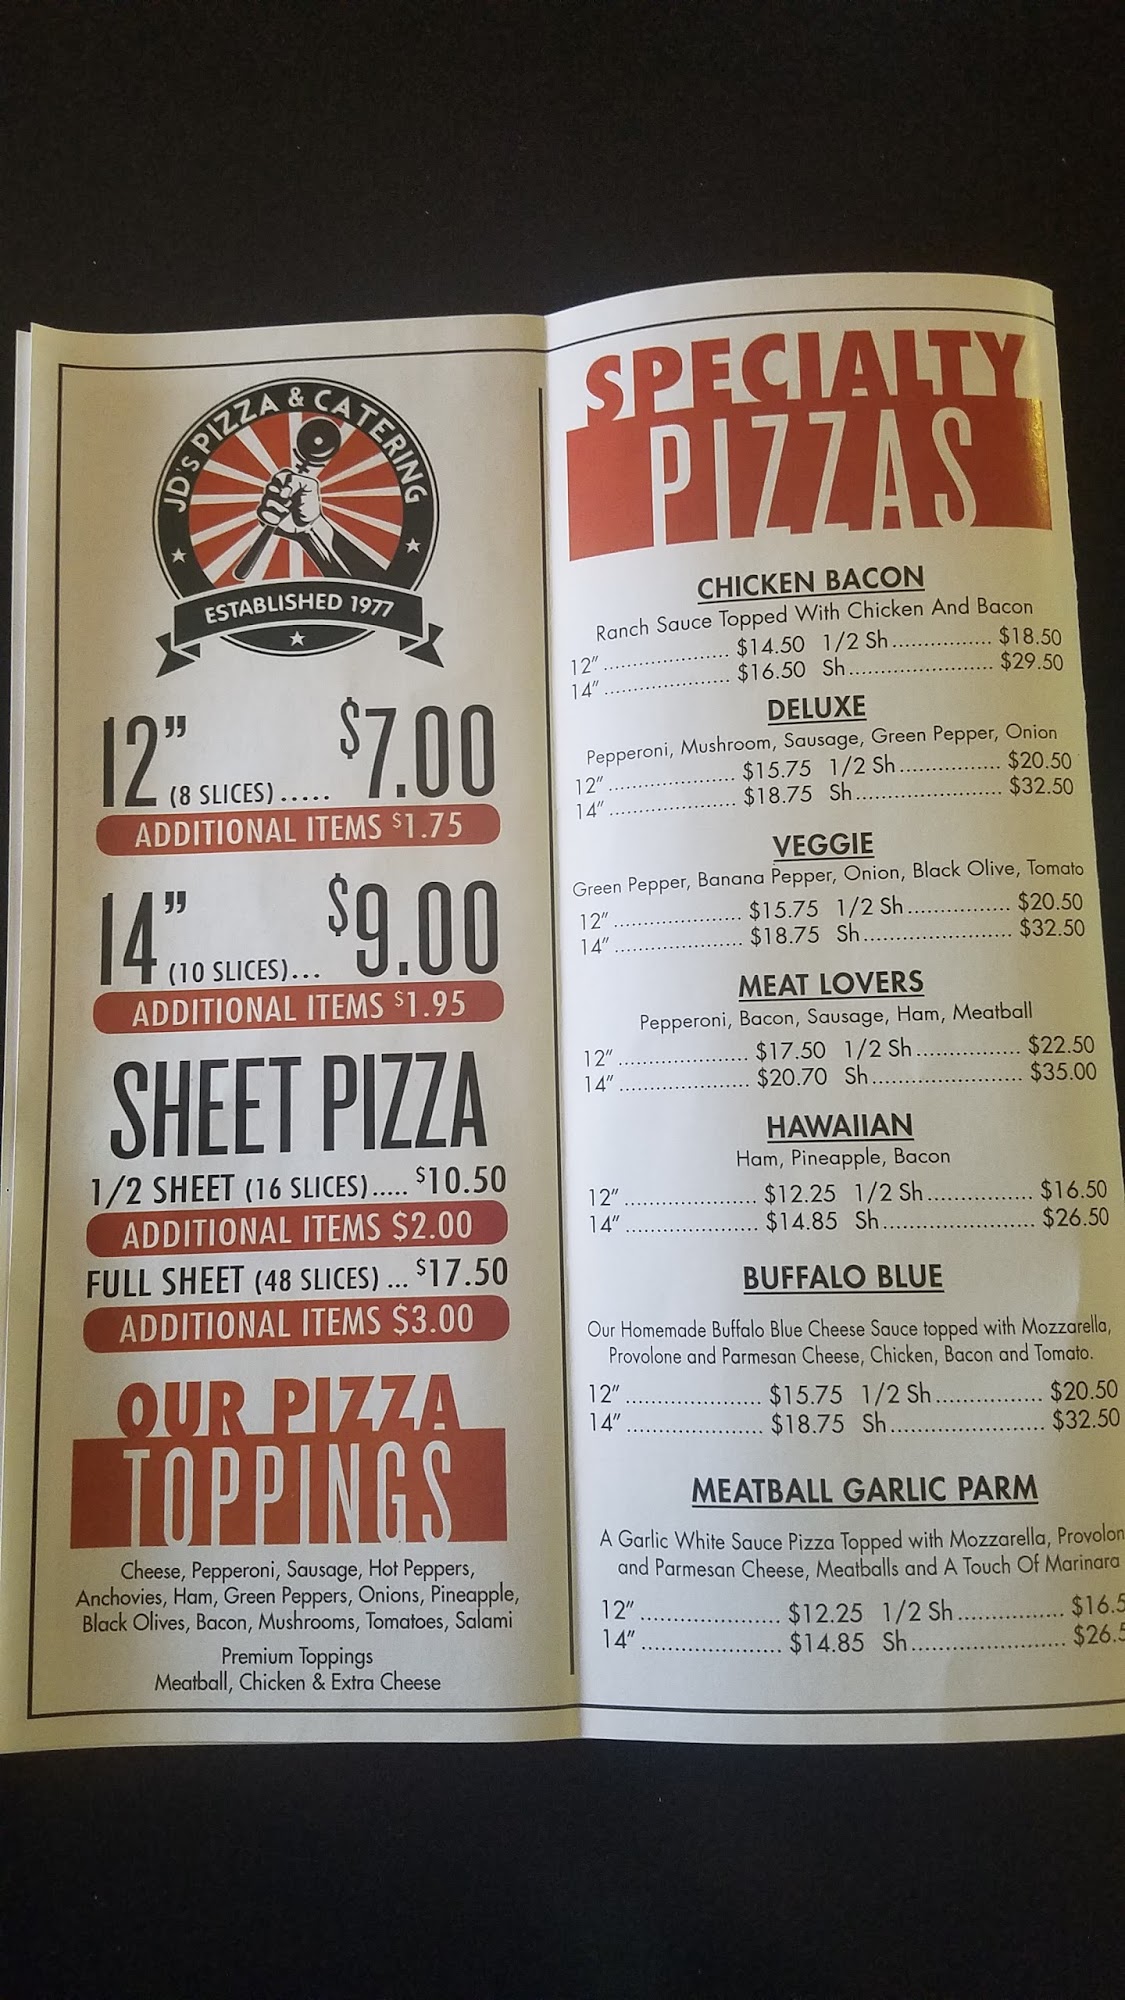 JD's PIZZA & CATERING
ESTABLISHED 1977
12” (8 SLICES)..... $7.00
ADDITIONAL ITEMS $1.75
14” (10 SLICES)... $9.00
ADDITIONAL ITEMS $1.95
SHEET PIZZA
1/2 SHEET (16 SLICES)..... $10.50
ADDITIONAL ITEMS $2.00
FULL SHEET (48 SLICES) ... $17.50
ADDITIONAL ITEMS $3.00
OUR PIZZA
TOPPINGS
Cheese, Pepperoni, Sausage, Hot Peppers,
Anchovies, Ham, Green Peppers, Onions, Pineapple,
Black Olives, Bacon, Mushrooms, Tomatoes, Salami
Premium Toppings
Meatball, Chicken & Extra Cheese
SPECIALTY
PIZZAS
CHICKEN BACON
Ranch Sauce Topped With Chicken And Bacon
12” .................... $14.50 1/2 Sh................ $18.50
14” .................... $16.50 Sh....................... $29.50
DELUXE
Pepperoni, Mushroom, Sausage, Green Pepper, Onion
12” .................... $15.75 1/2 Sh................ $20.50
14” .................... $18.75 Sh....................... $32.50
VEGGIE
Green Pepper, Banana Pepper, Onion, Black Olive, Tomato
12” .................... $15.75 1/2 Sh................ $20.50
14” .................... $18.75 Sh....................... $32.50
MEAT LOVERS
Pepperoni, Bacon, Sausage, Ham, Meatball
12” .................... $17.50 1/2 Sh................ $22.50
14” .................... $20.70 Sh....................... $35.00
HAWAIIAN
Ham, Pineapple, Bacon
12” .................... $12.25 1/2 Sh................ $16.50
14” .................... $14.85 Sh....................... $26.50
BUFFALO BLUE
Our Homemade Buffalo Blue Cheese Sauce topped with Mozzarella,
Provolone and Parmesan Cheese, Chicken, Bacon and Tomato.
12” .................... $15.75 1/2 Sh................ $20.50
14” .................... $18.75 Sh....................... $32.50
MEATBALL GARLIC PARM
A Garlic White Sauce Pizza Topped with Mozzarella, Provolon
and Parmesan Cheese, Meatballs and A Touch Of Marinara
12” .................... $12.25 1/2 Sh................ $16.5
14” .................... $14.85 Sh....................... $26.5